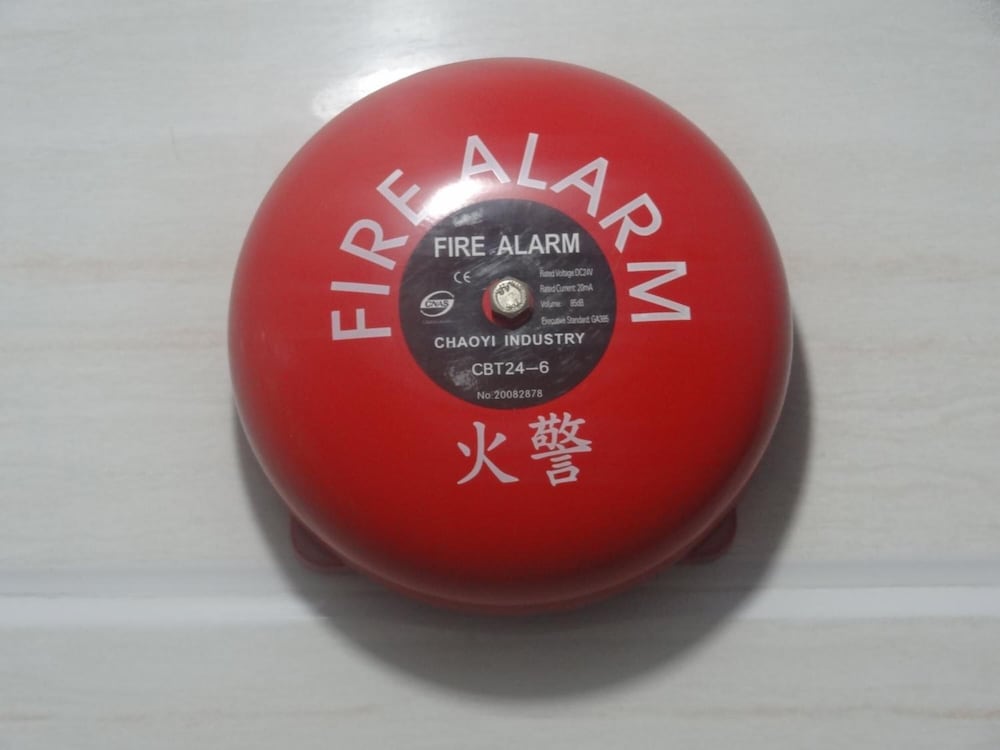 FIRE ALARM
FIRE ALARM
CE
Rated Voltage:DC24V
Rated Current: 20mA
CNAS
Volume: 85dB
Executive Standard: GA385
CHAOYI INDUSTRY
CBT24-6
No:20082878
火警